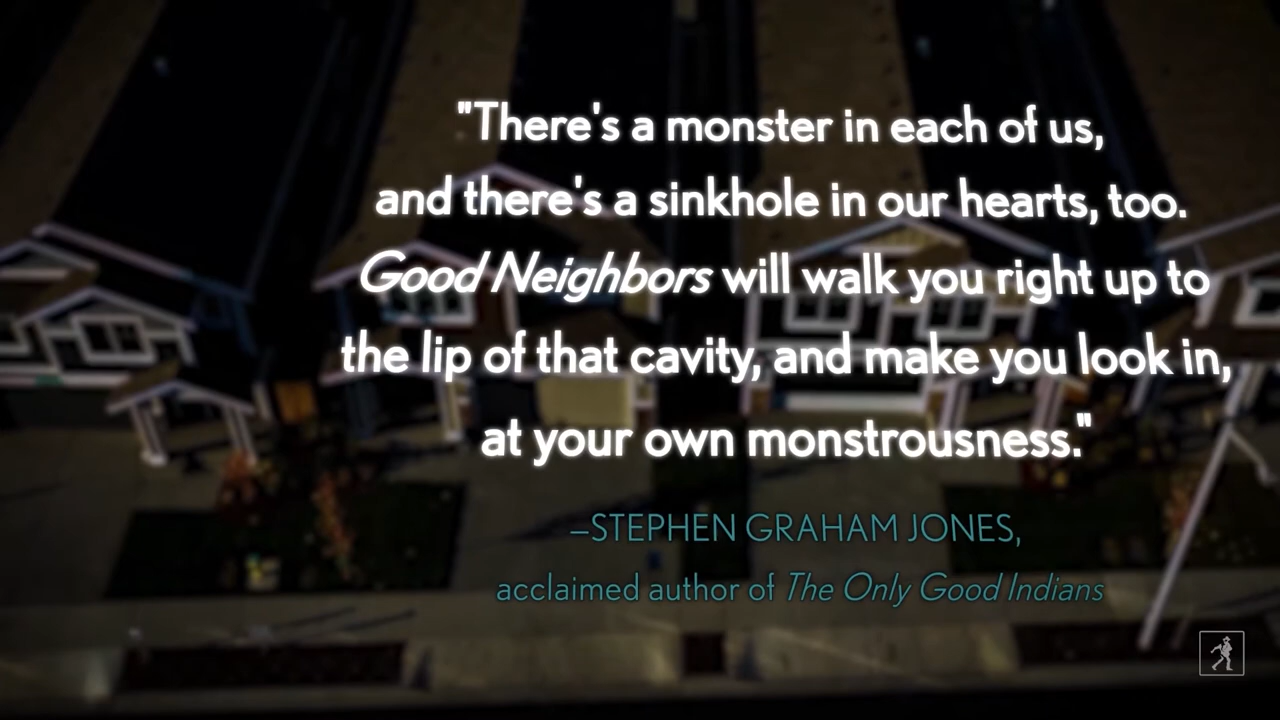 "There's a monster in each of us,
and there's a sinkhole in our hearts, too.
Good Neighbors will walk you right up to
the lip of that cavity, and make you look in,
at your own monstrousness."
–STEPHEN GRAHAM JONES,
acclaimed author of The Only Good Indians